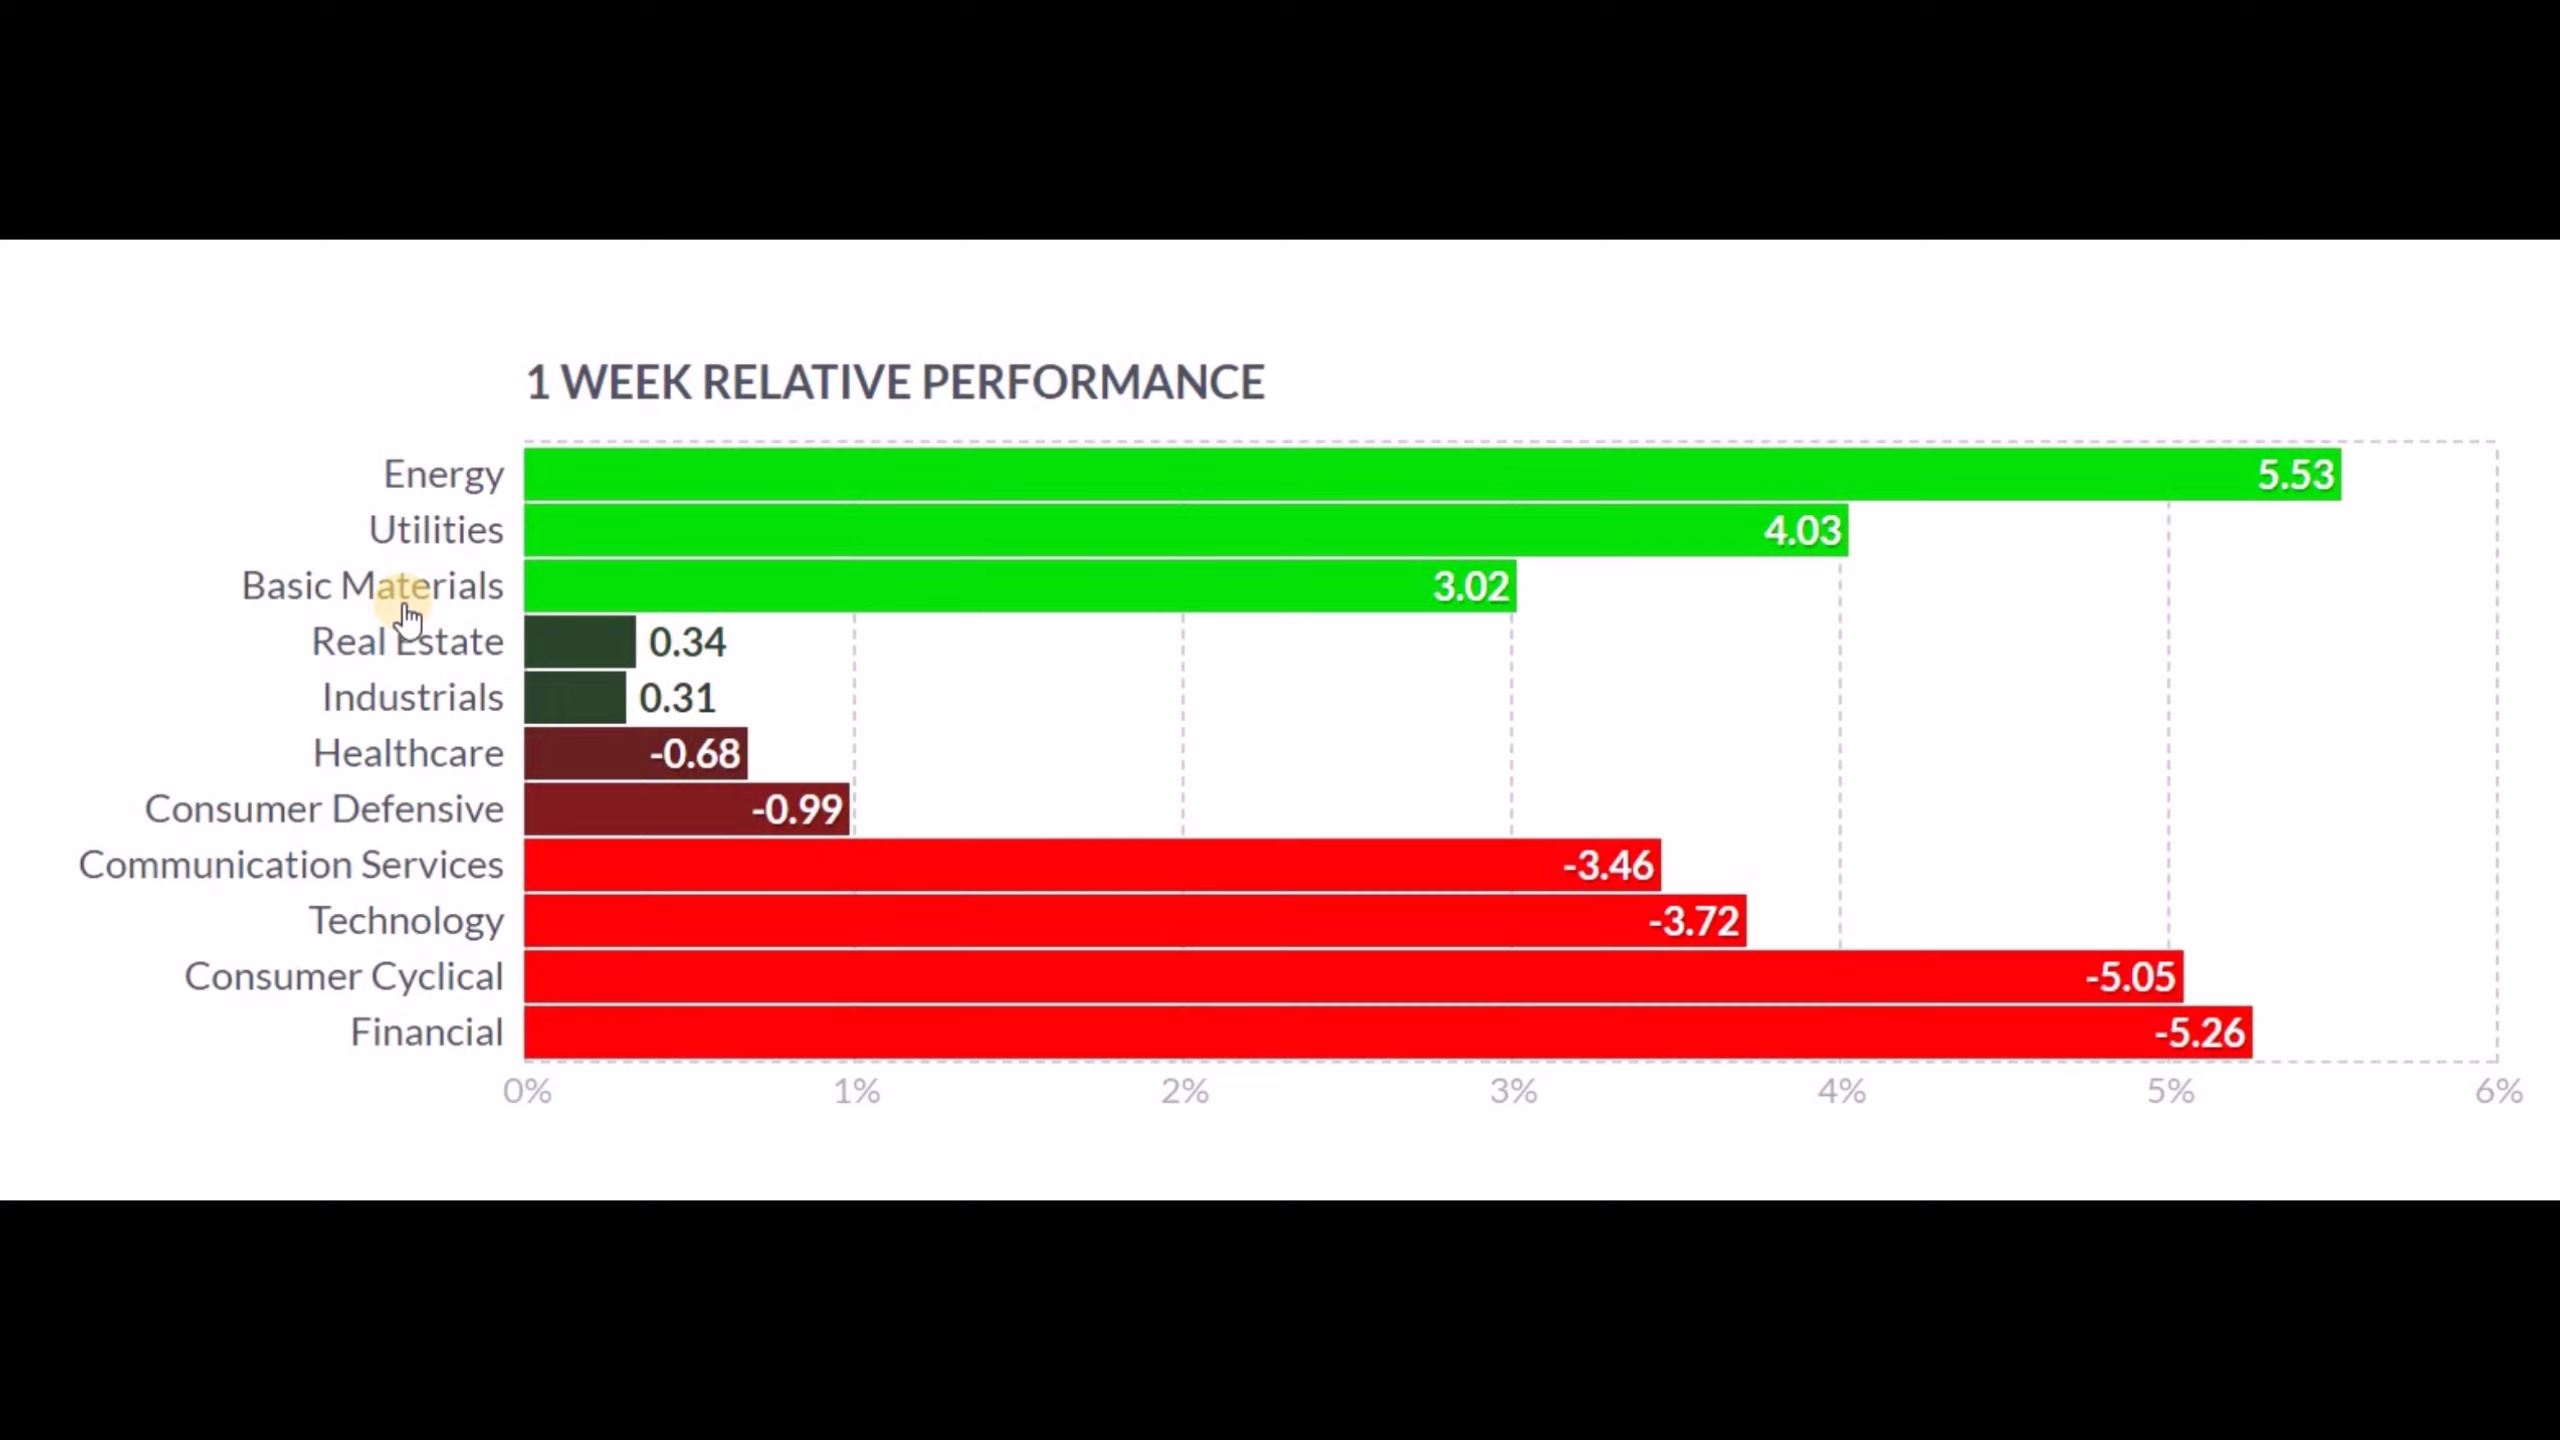 1 WEEK RELATIVE PERFORMANCE
Energy 5.53
Utilities 4.03
Basic Materials 3.02
Real Estate 0.34
Industrials 0.31
Healthcare -0.68
Consumer Defensive -0.99
Communication Services -3.46
Technology -3.72
Consumer Cyclical -5.05
Financial -5.26
0% 1% 2% 3% 4% 5% 6%